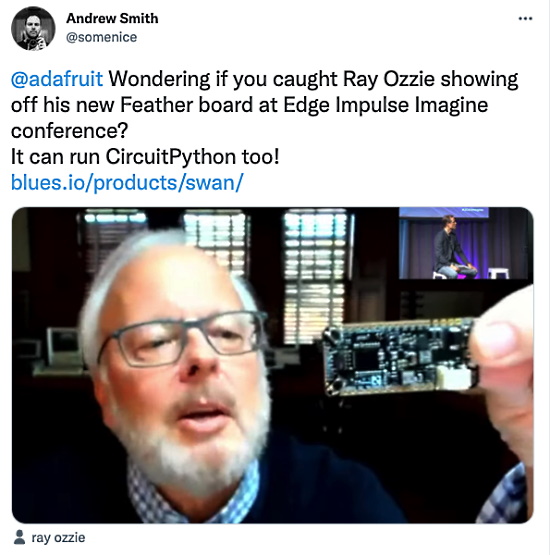 Andrew Smith
@somenice
@adafruit Wondering if you caught Ray Ozzie showing
off his new Feather board at Edge Impulse Imagine
conference?
It can run CircuitPython too!
blues.io/products/swan/
ray ozzie